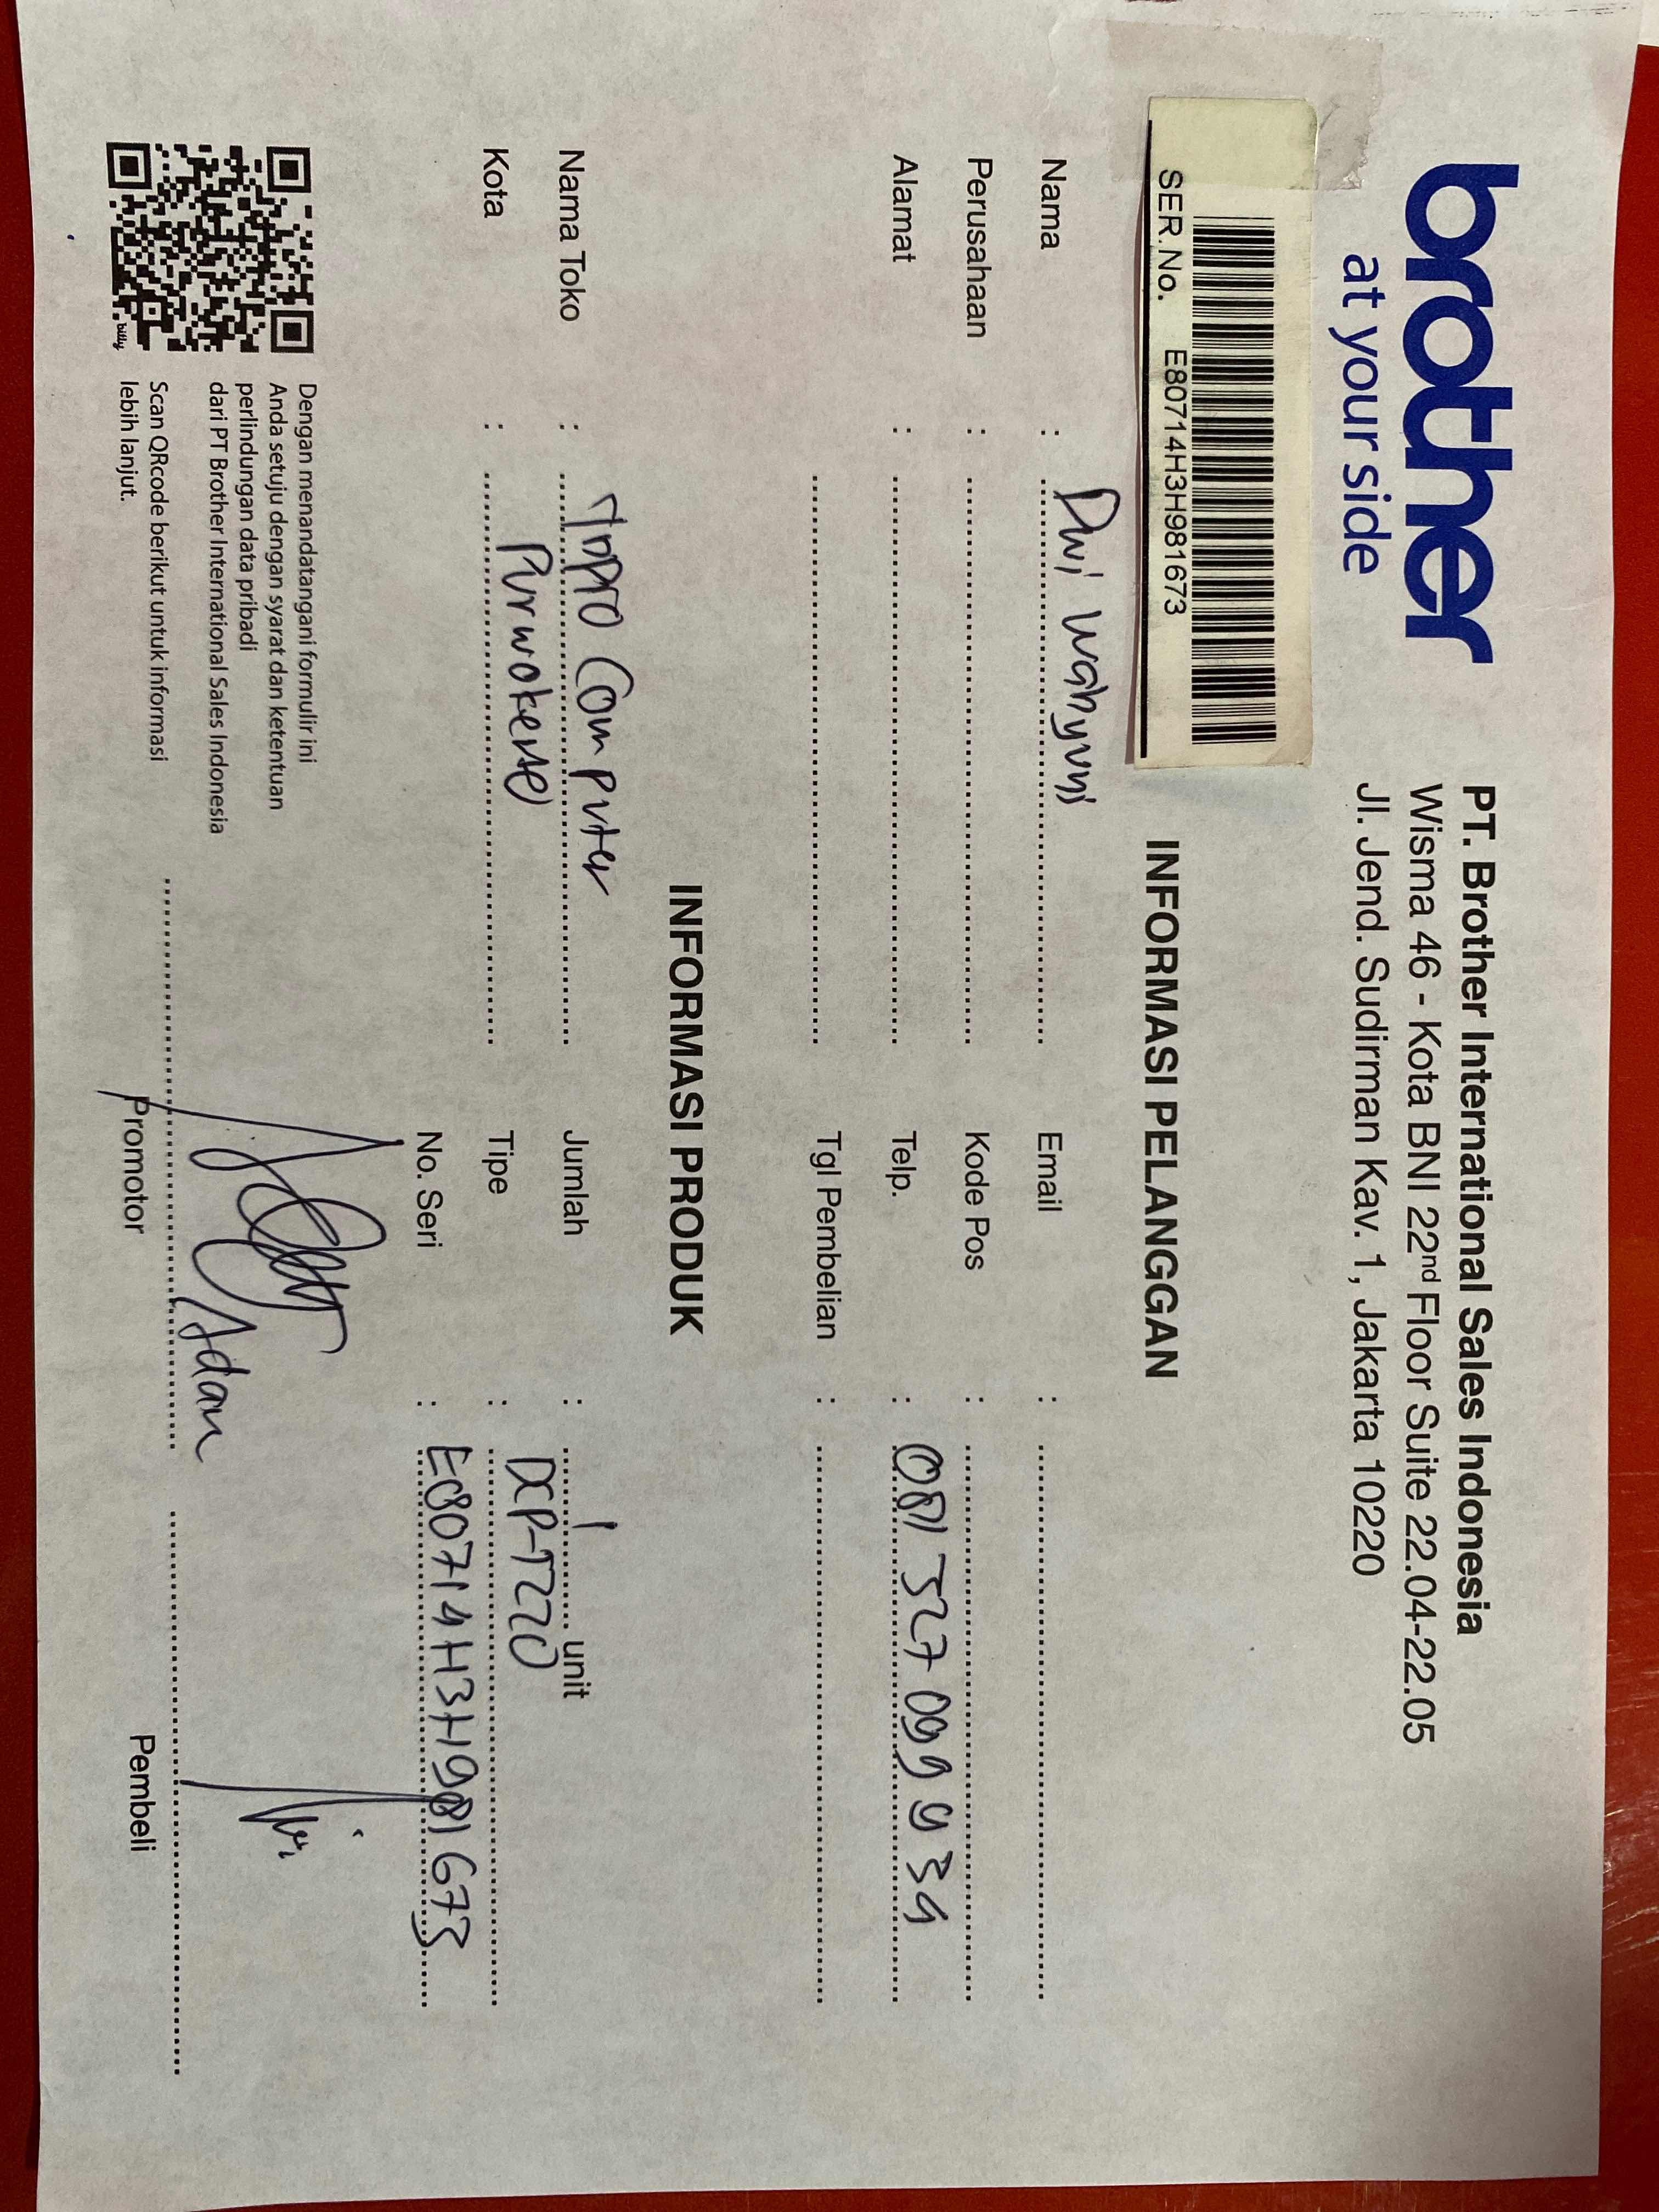 brother
at your side
PT. Brother International Sales Indonesia
Wisma 46 - Kota BNI 22nd Floor Suite 22.04-22.05
Jl. Jend. Sudirman Kav. 1, Jakarta 10220
SER.No. E80714H3H981673
INFORMASI PELANGGAN
Nama : Dwi Wahyuni Email :
Perusahaan : Kode Pos :
Alamat : Telp. : 081 327 099 9 34
Tgl Pembelian :
INFORMASI PRODUK
Nama Toko : Computer Jumlah : 1 unit
Kota : Purwokerto Tipe : DCP-T220
No. Seri : E80714H3H981673
Dengan menandatangani formulir ini
Anda setuju dengan syarat dan ketentuan
perlindungan data pribadi
dari PT Brother International Sales Indonesia
Scan QRcode berikut untuk informasi
lebih lanjut.
billy
Adan
Promotor Pembeli